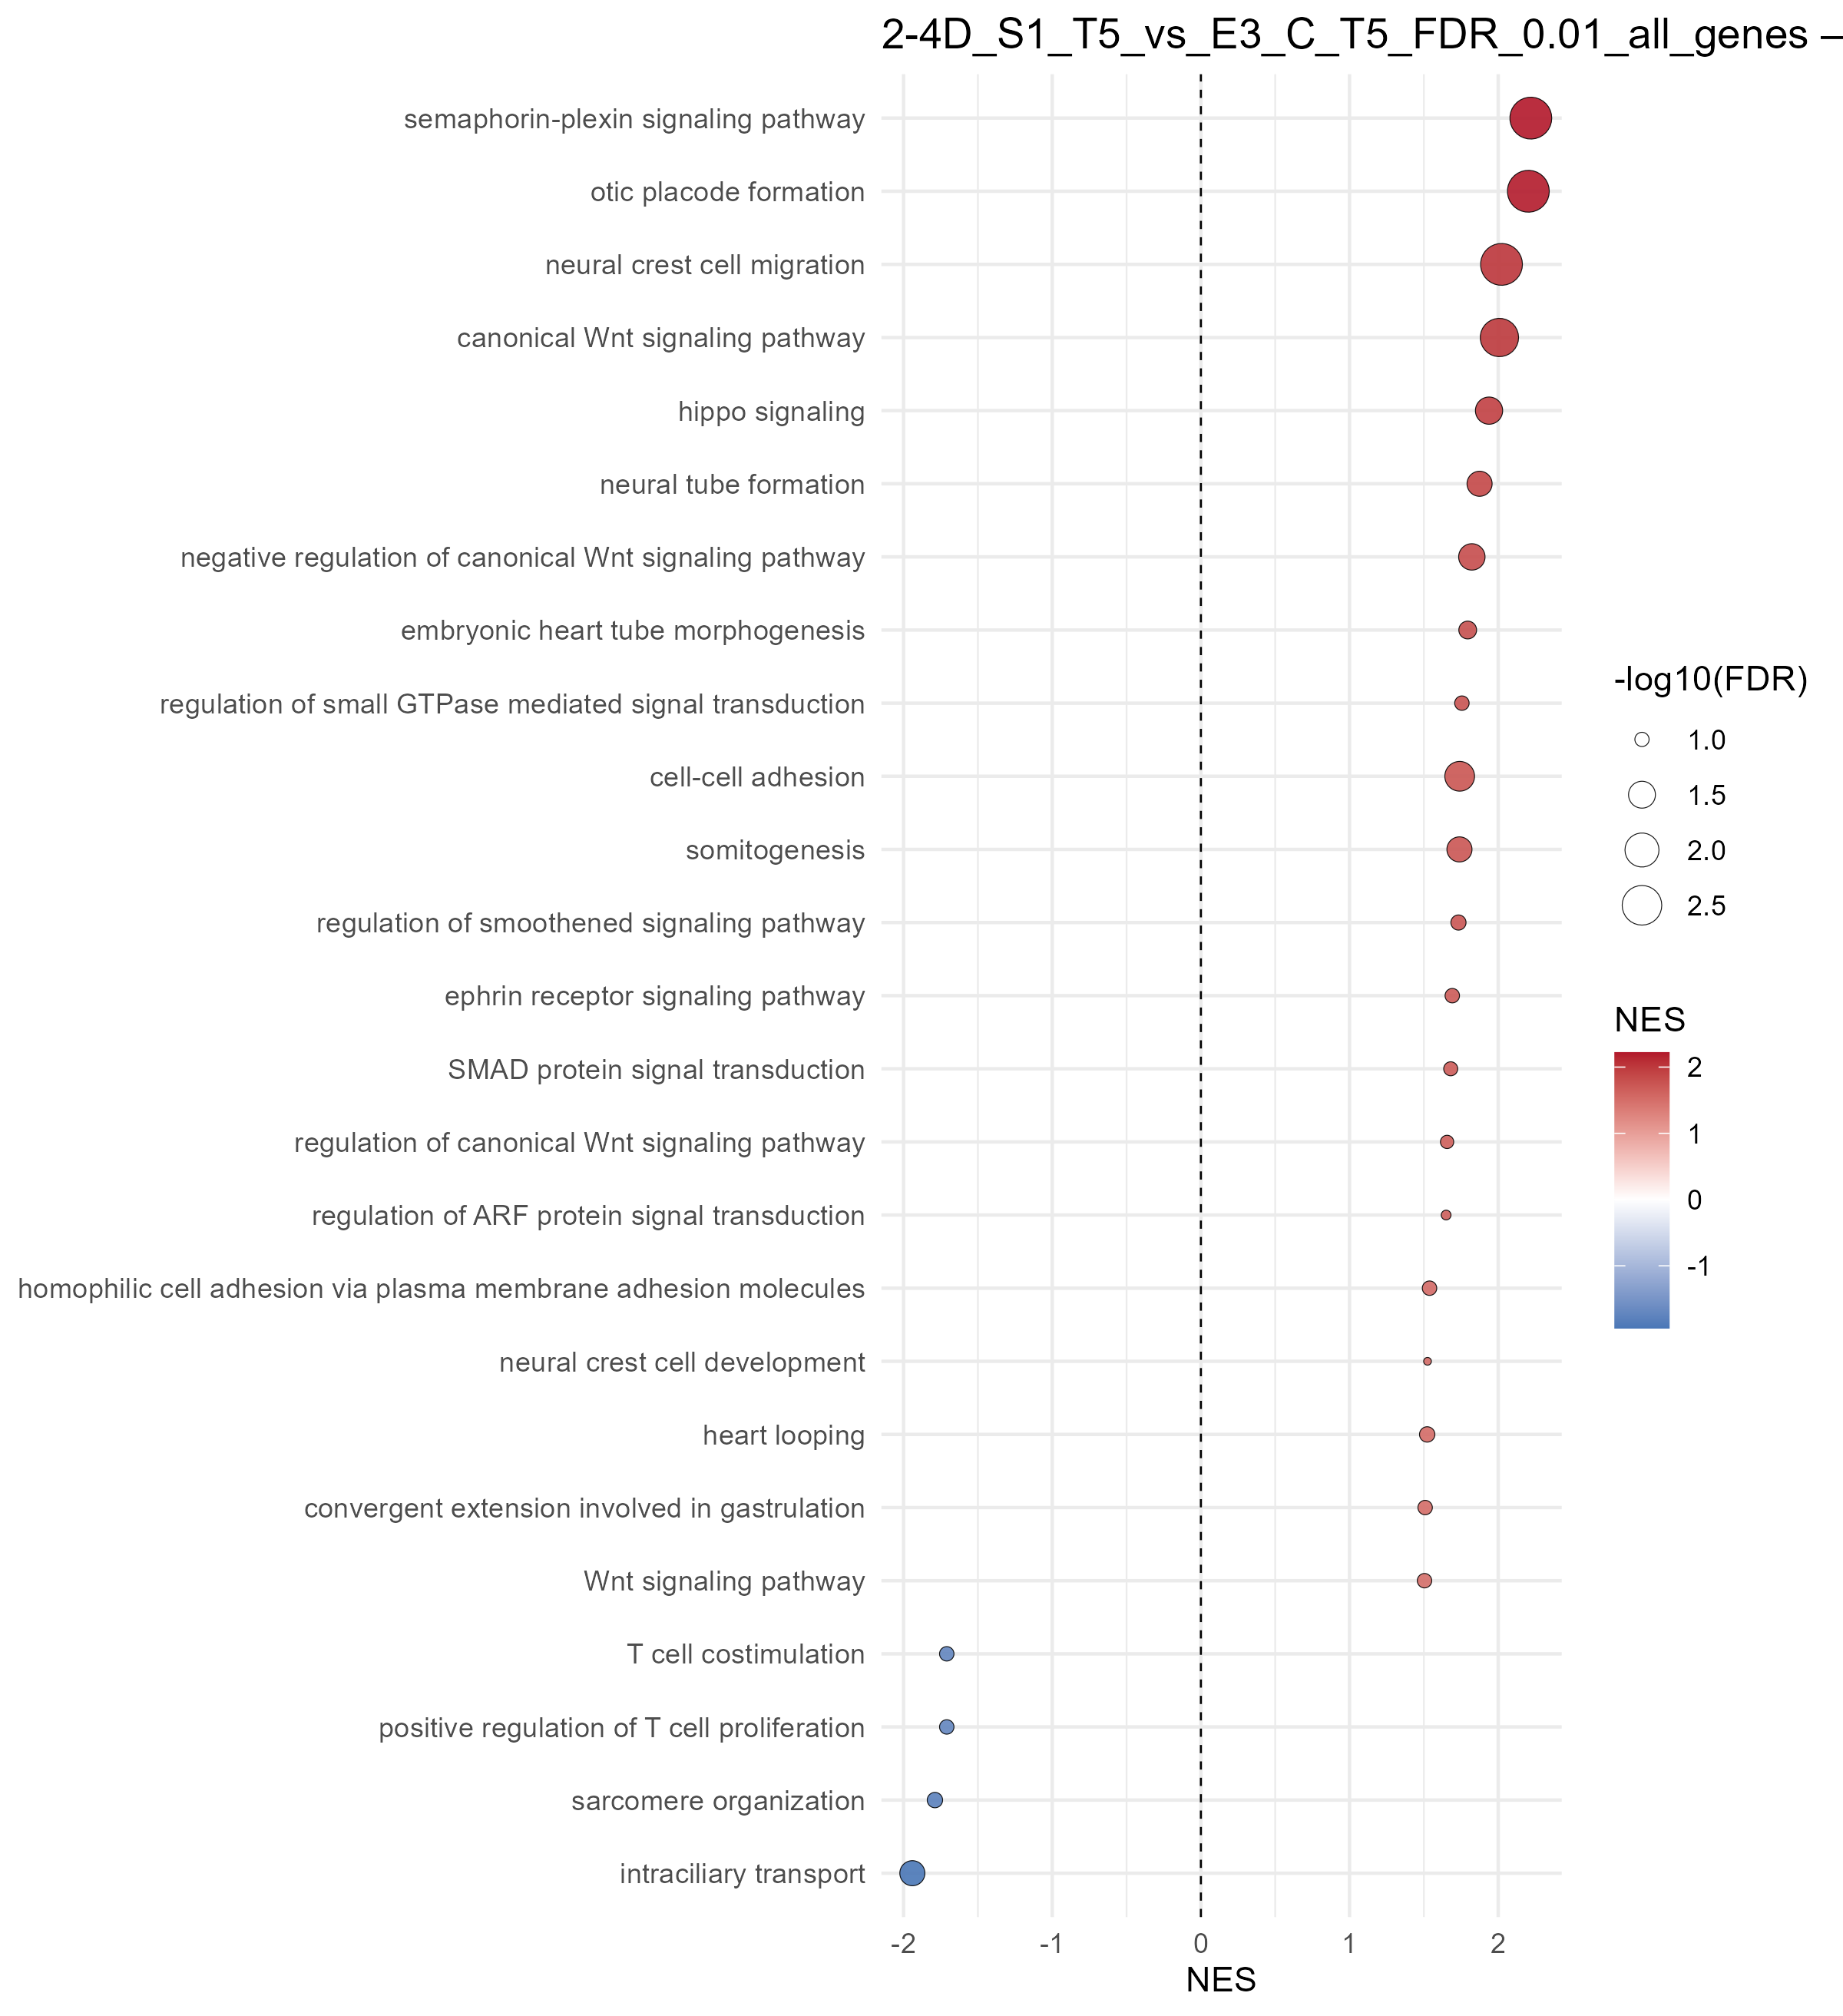 2-4D_S1_T5_vs_E3_C_T5_FDR_0.01_all_genes –
semaphorin-plexin signaling pathway
otic placode formation
neural crest cell migration
canonical Wnt signaling pathway
hippo signaling
neural tube formation
negative regulation of canonical Wnt signaling pathway
embryonic heart tube morphogenesis
regulation of small GTPase mediated signal transduction
cell-cell adhesion
somitogenesis
regulation of smoothened signaling pathway
ephrin receptor signaling pathway
SMAD protein signal transduction
regulation of canonical Wnt signaling pathway
regulation of ARF protein signal transduction
homophilic cell adhesion via plasma membrane adhesion molecules
neural crest cell development
heart looping
convergent extension involved in gastrulation
Wnt signaling pathway
T cell costimulation
positive regulation of T cell proliferation
sarcomere organization
intraciliary transport
-2 -1 0 1 2
NES
-log10(FDR)
1.0
1.5
2.0
2.5
NES
2
1
0
-1